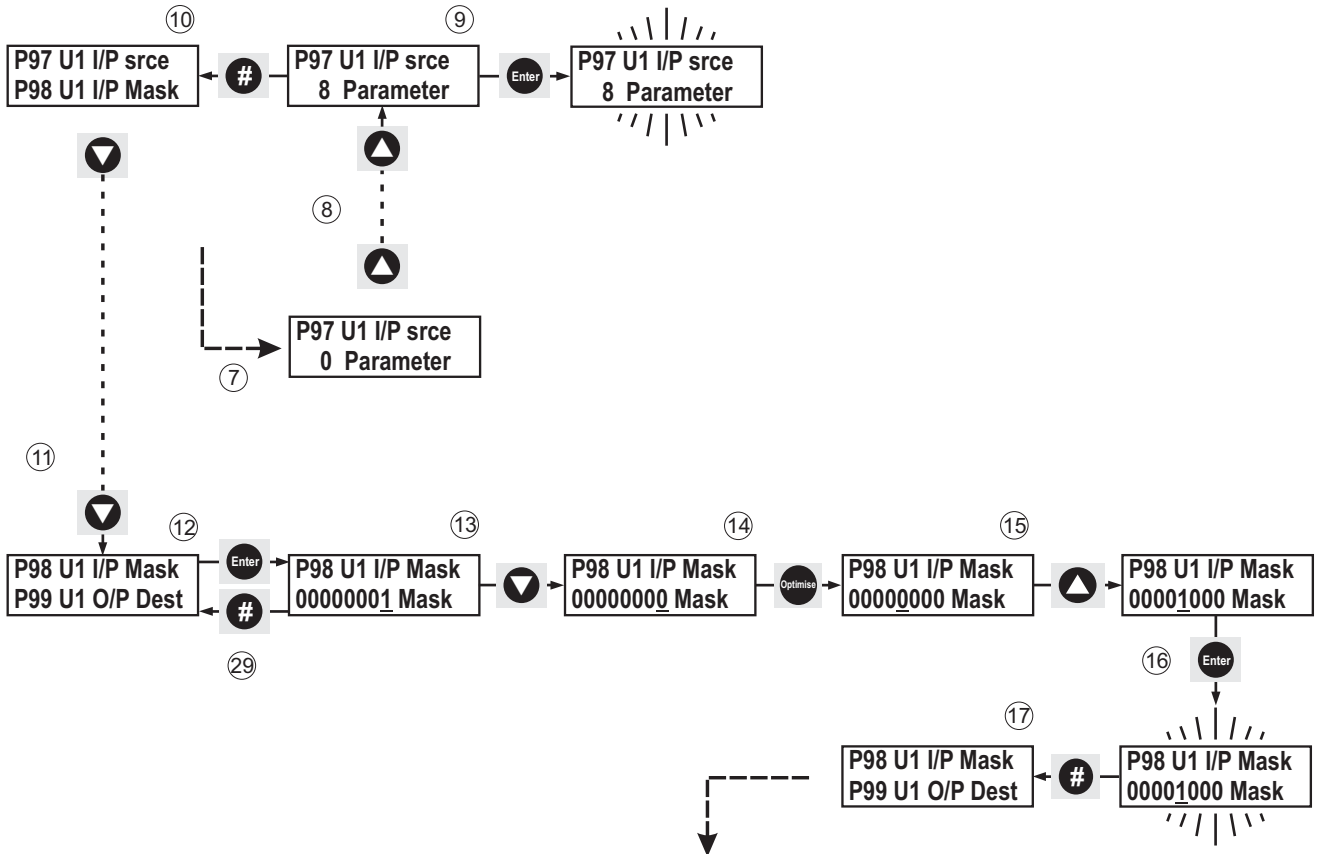 ⑩
⑨
P97 U1 I/P srce
P98 U1 I/P Mask
#
P97 U1 I/P srce
8 Parameter
Enter
P97 U1 I/P srce
8 Parameter
⑧
P97 U1 I/P srce
0 Parameter
⑦
⑪
⑫
⑬
⑭
⑮
P98 U1 I/P Mask
P99 U1 O/P Dest
Enter
#
㉙
P98 U1 I/P Mask
00000001 Mask
P98 U1 I/P Mask
00000000 Mask
Optimise
P98 U1 I/P Mask
00000000 Mask
P98 U1 I/P Mask
00001000 Mask
⑯
Enter
⑰
P98 U1 I/P Mask
P99 U1 O/P Dest
#
P98 U1 I/P Mask
00001000 Mask